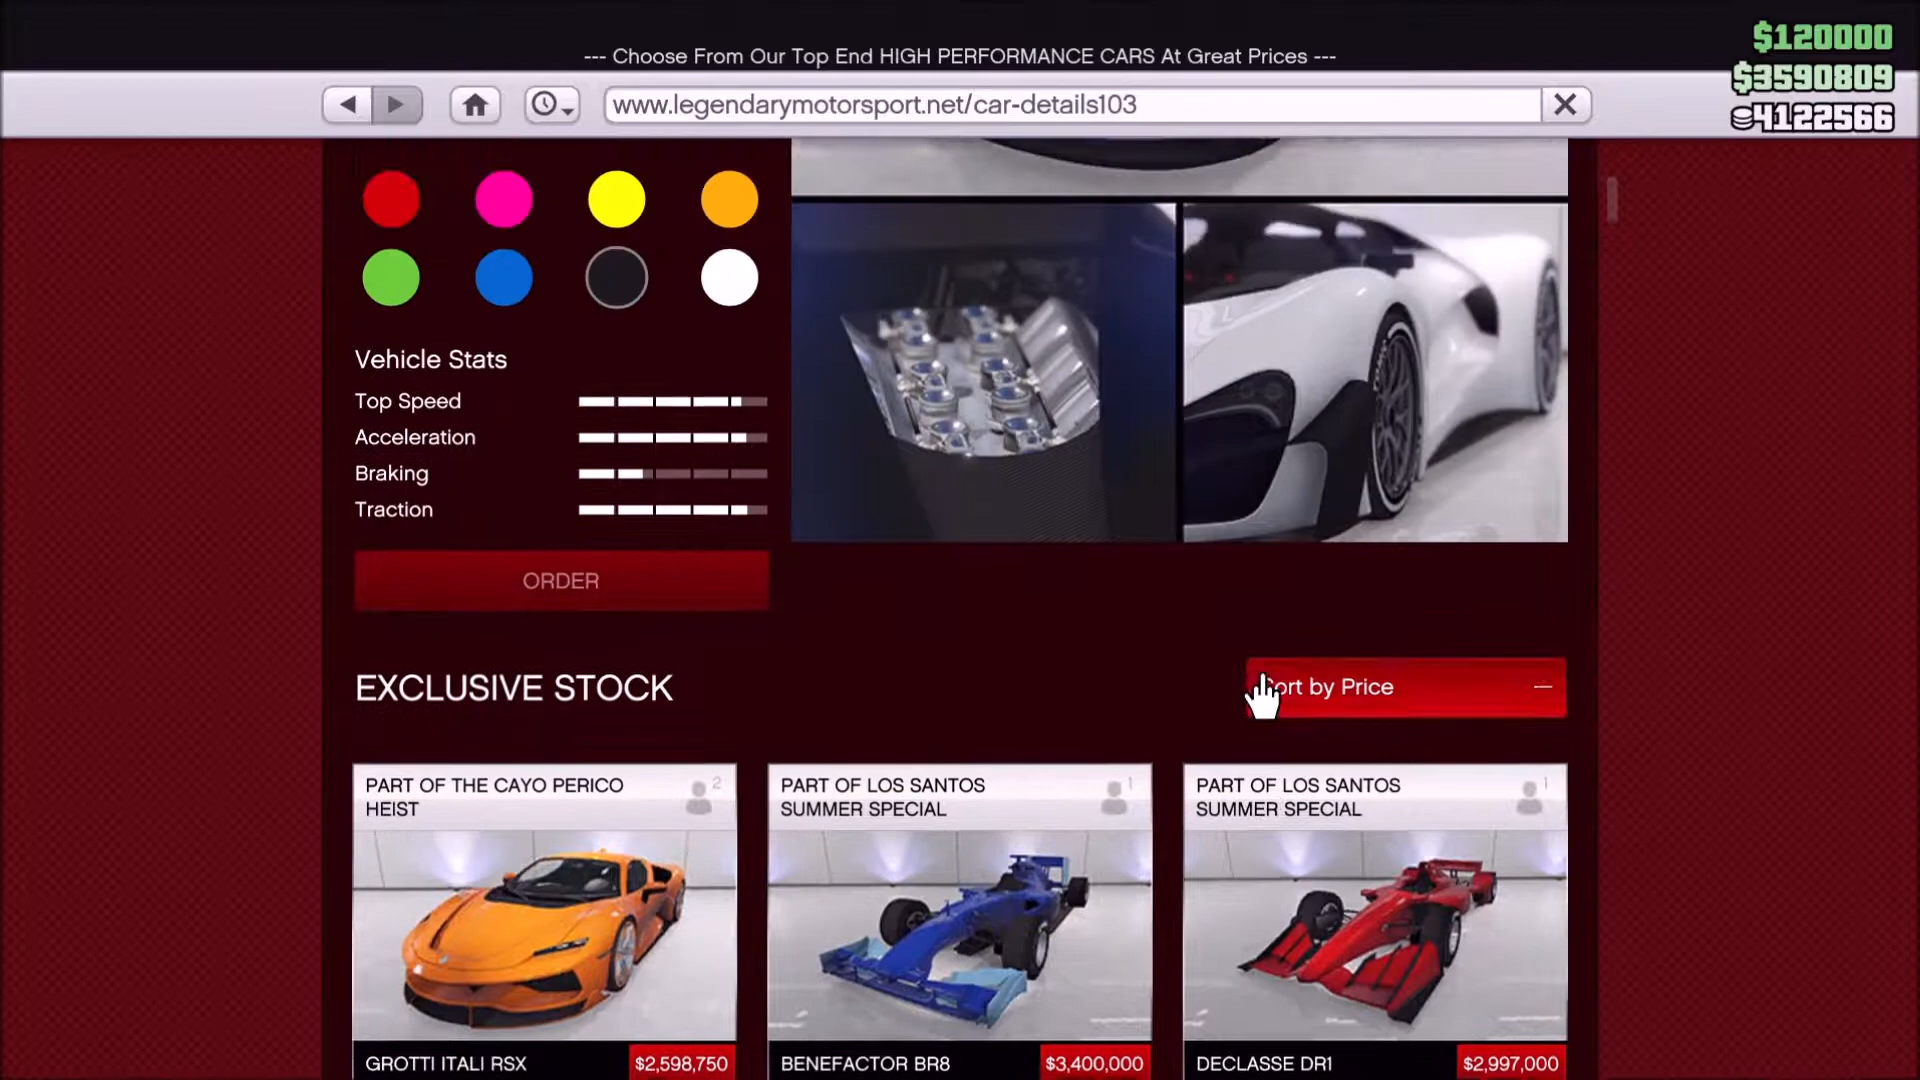 --- Choose From Our Top End HIGH PERFORMANCE CARS At Great Prices ---
$120000
$3590809
4122566
www.legendarymotorsport.net/car-details103
Vehicle Stats
Top Speed
Acceleration
Braking
Traction
ORDER
EXCLUSIVE STOCK
ort by Price
PART OF THE CAYO PERICO
HEIST
2
PART OF LOS SANTOS
SUMMER SPECIAL
1
PART OF LOS SANTOS
SUMMER SPECIAL
1
GROTTI ITALI RSX
$2,598,750
BENEFACTOR BR8
$3,400,000
DECLASSE DR1
$2,997,000